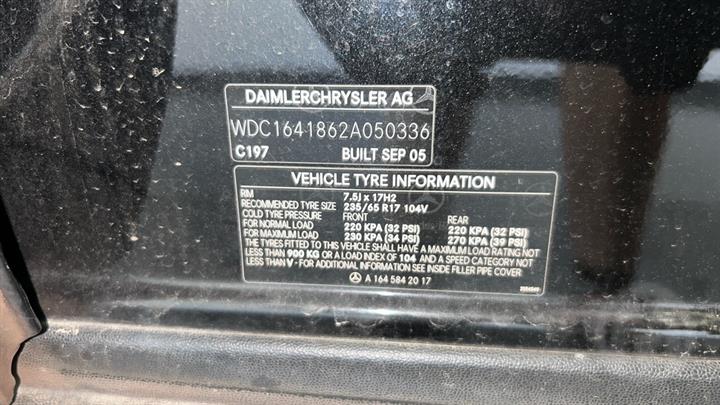 DAIMLERCHRYSLER AG
WDC1641862A050336
C197 BUILT SEP 05
VEHICLE TYRE INFORMATION
RIM 7.5J x 17H2
RECOMMENDED TYRE SIZE 235/65 R17 104V
COLD TYRE PRESSURE FRONT REAR
FOR NORMAL LOAD 220 KPA (32 PSI) 220 KPA (32 PSI)
FOR MAXIMUM LOAD 230 KPA (34 PSI) 270 KPA (39 PSI)
THE TYRES FITTED TO THIS VEHICLE SHALL HAVE A MAXIMUM LOAD RATING NOT
LESS THAN 900 KG OR A LOAD INDEX OF 104 AND A SPEED CATEGORY NOT
LESS THAN V - FOR ADDITIONAL INFORMATION SEE INSIDE FILLER PIPE COVER
A 164 584 20 17